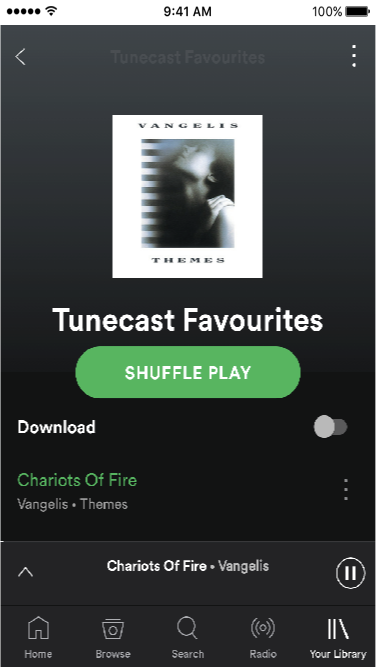 9:41 AM
100%
Tunecast Favourites
VANGELIS
THEMES
Tunecast Favourites
SHUFFLE PLAY
Download
Chariots Of Fire
Vangelis • Themes
Chariots Of Fire • Vangelis
Home
Browse
Search
Radio
Your Library